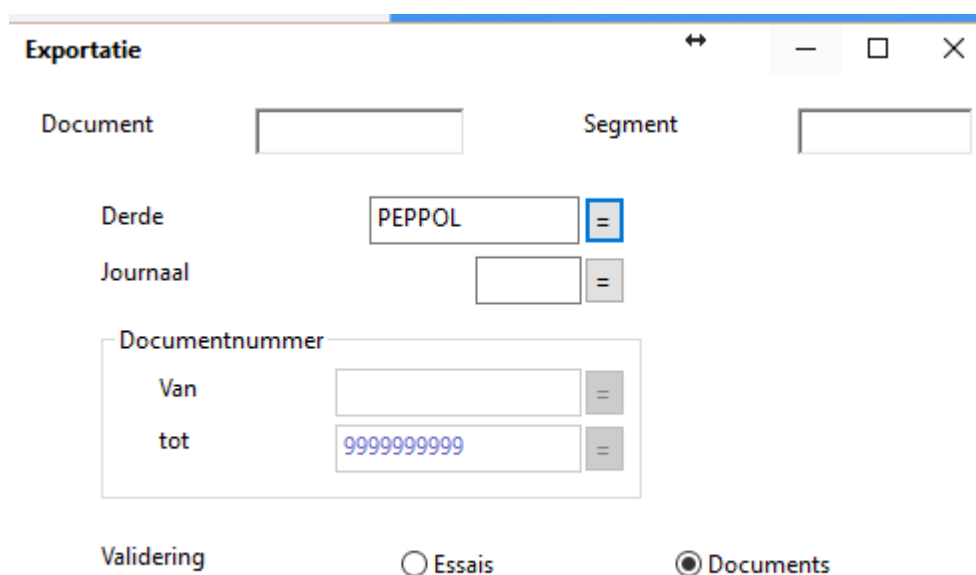 Exportatie
Document Segment
Derde PEPPOL =
Journaal =
Documentnummer
Van =
tot 9999999999 =
Validering Essais Documents